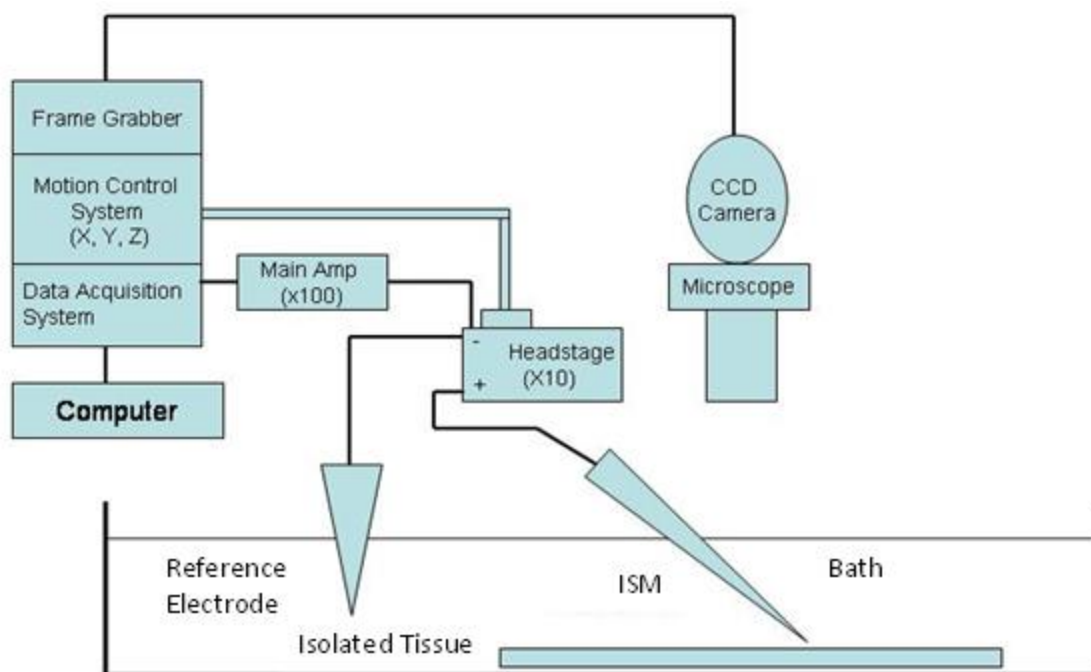 Frame Grabber
Motion Control
System
(X, Y, Z)
Data Acquisition
System
Computer
Main Amp
(x100)
-
Headstage
+
(X10)
CCD
Camera
Microscope
Reference
Electrode
ISM
Bath
Isolated Tissue